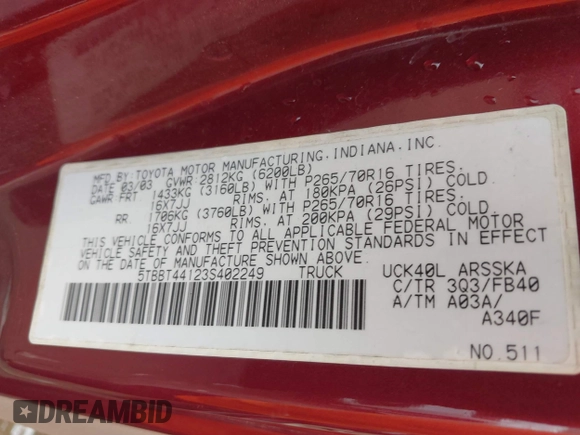 MFD.BY:TOYOTA MOTOR MANUFACTURING,INDIANA,INC.
DATE 03/03 GVWR 2812KG (6200LB)
GAWR:FRT 1433KG (3160LB) WITH P265/70R16 TIRES.
16X7JJ RIMS, AT 180KPA (26PSI) COLD.
RR. 1706KG (3760LB) WITH P265/70R16 TIRES.
16X7JJ RIMS, AT 200KPA (29PSI) COLD.
THIS VEHICLE CONFORMS TO ALL APPLICABLE FEDERAL MOTOR
VEHICLE SAFETY AND THEFT PREVENTION STANDARDS IN EFFECT
ON THE DATE OF MANUFACTURE SHOWN ABOVE.
5TBBT44123S402249 TRUCK
UCK40L ARSSKA
C/TR 3Q3/FB40
A/TM A03A/
A340F
NO.511
DREAMBID